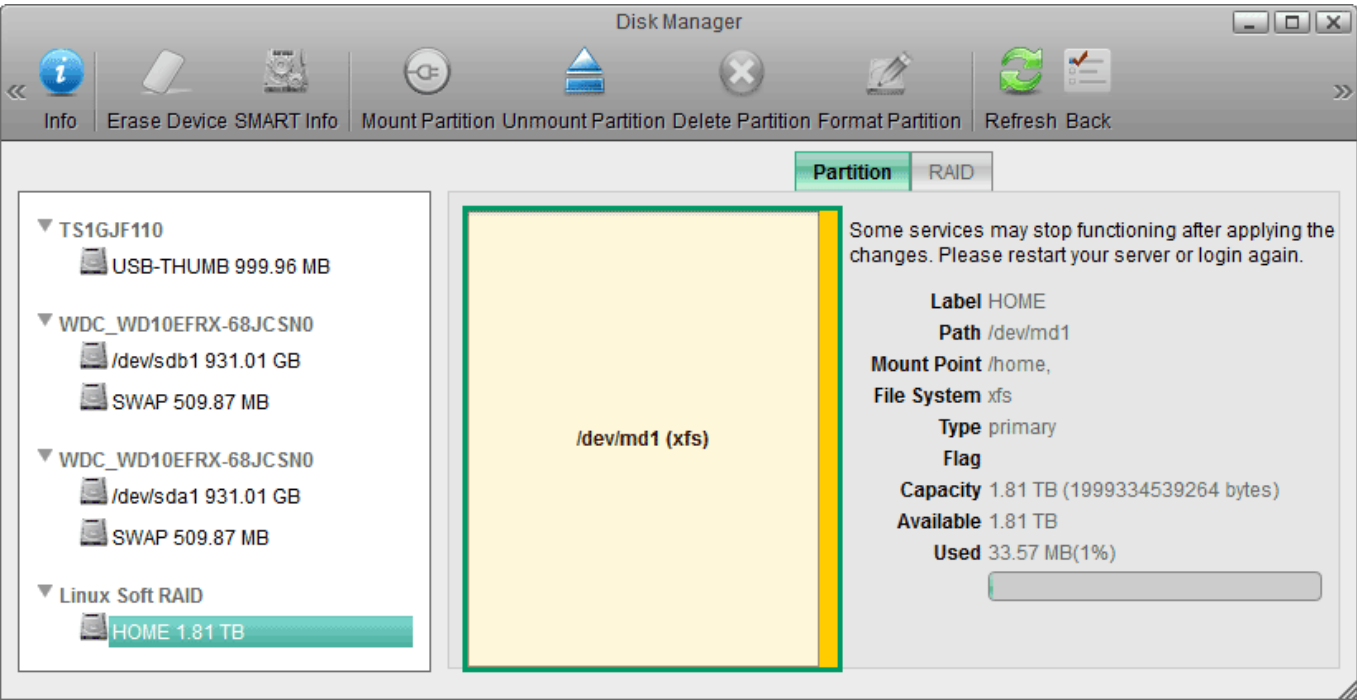 Disk Manager
Info Erase Device SMART Info Mount Partition Unmount Partition Delete Partition Format Partition Refresh Back
Partition RAID
TS1GJF110
USB-THUMB 999.96 MB
WDC_WD10EFRX-68JCSN0
/dev/sdb1 931.01 GB
SWAP 509.87 MB
WDC_WD10EFRX-68JCSN0
/dev/sda1 931.01 GB
SWAP 509.87 MB
Linux Soft RAID
HOME 1.81 TB
/dev/md1 (xfs)
Some services may stop functioning after applying the
changes. Please restart your server or login again.
Label HOME
Path /dev/md1
Mount Point /home,
File System xfs
Type primary
Flag
Capacity 1.81 TB (1999334539264 bytes)
Available 1.81 TB
Used 33.57 MB(1%)